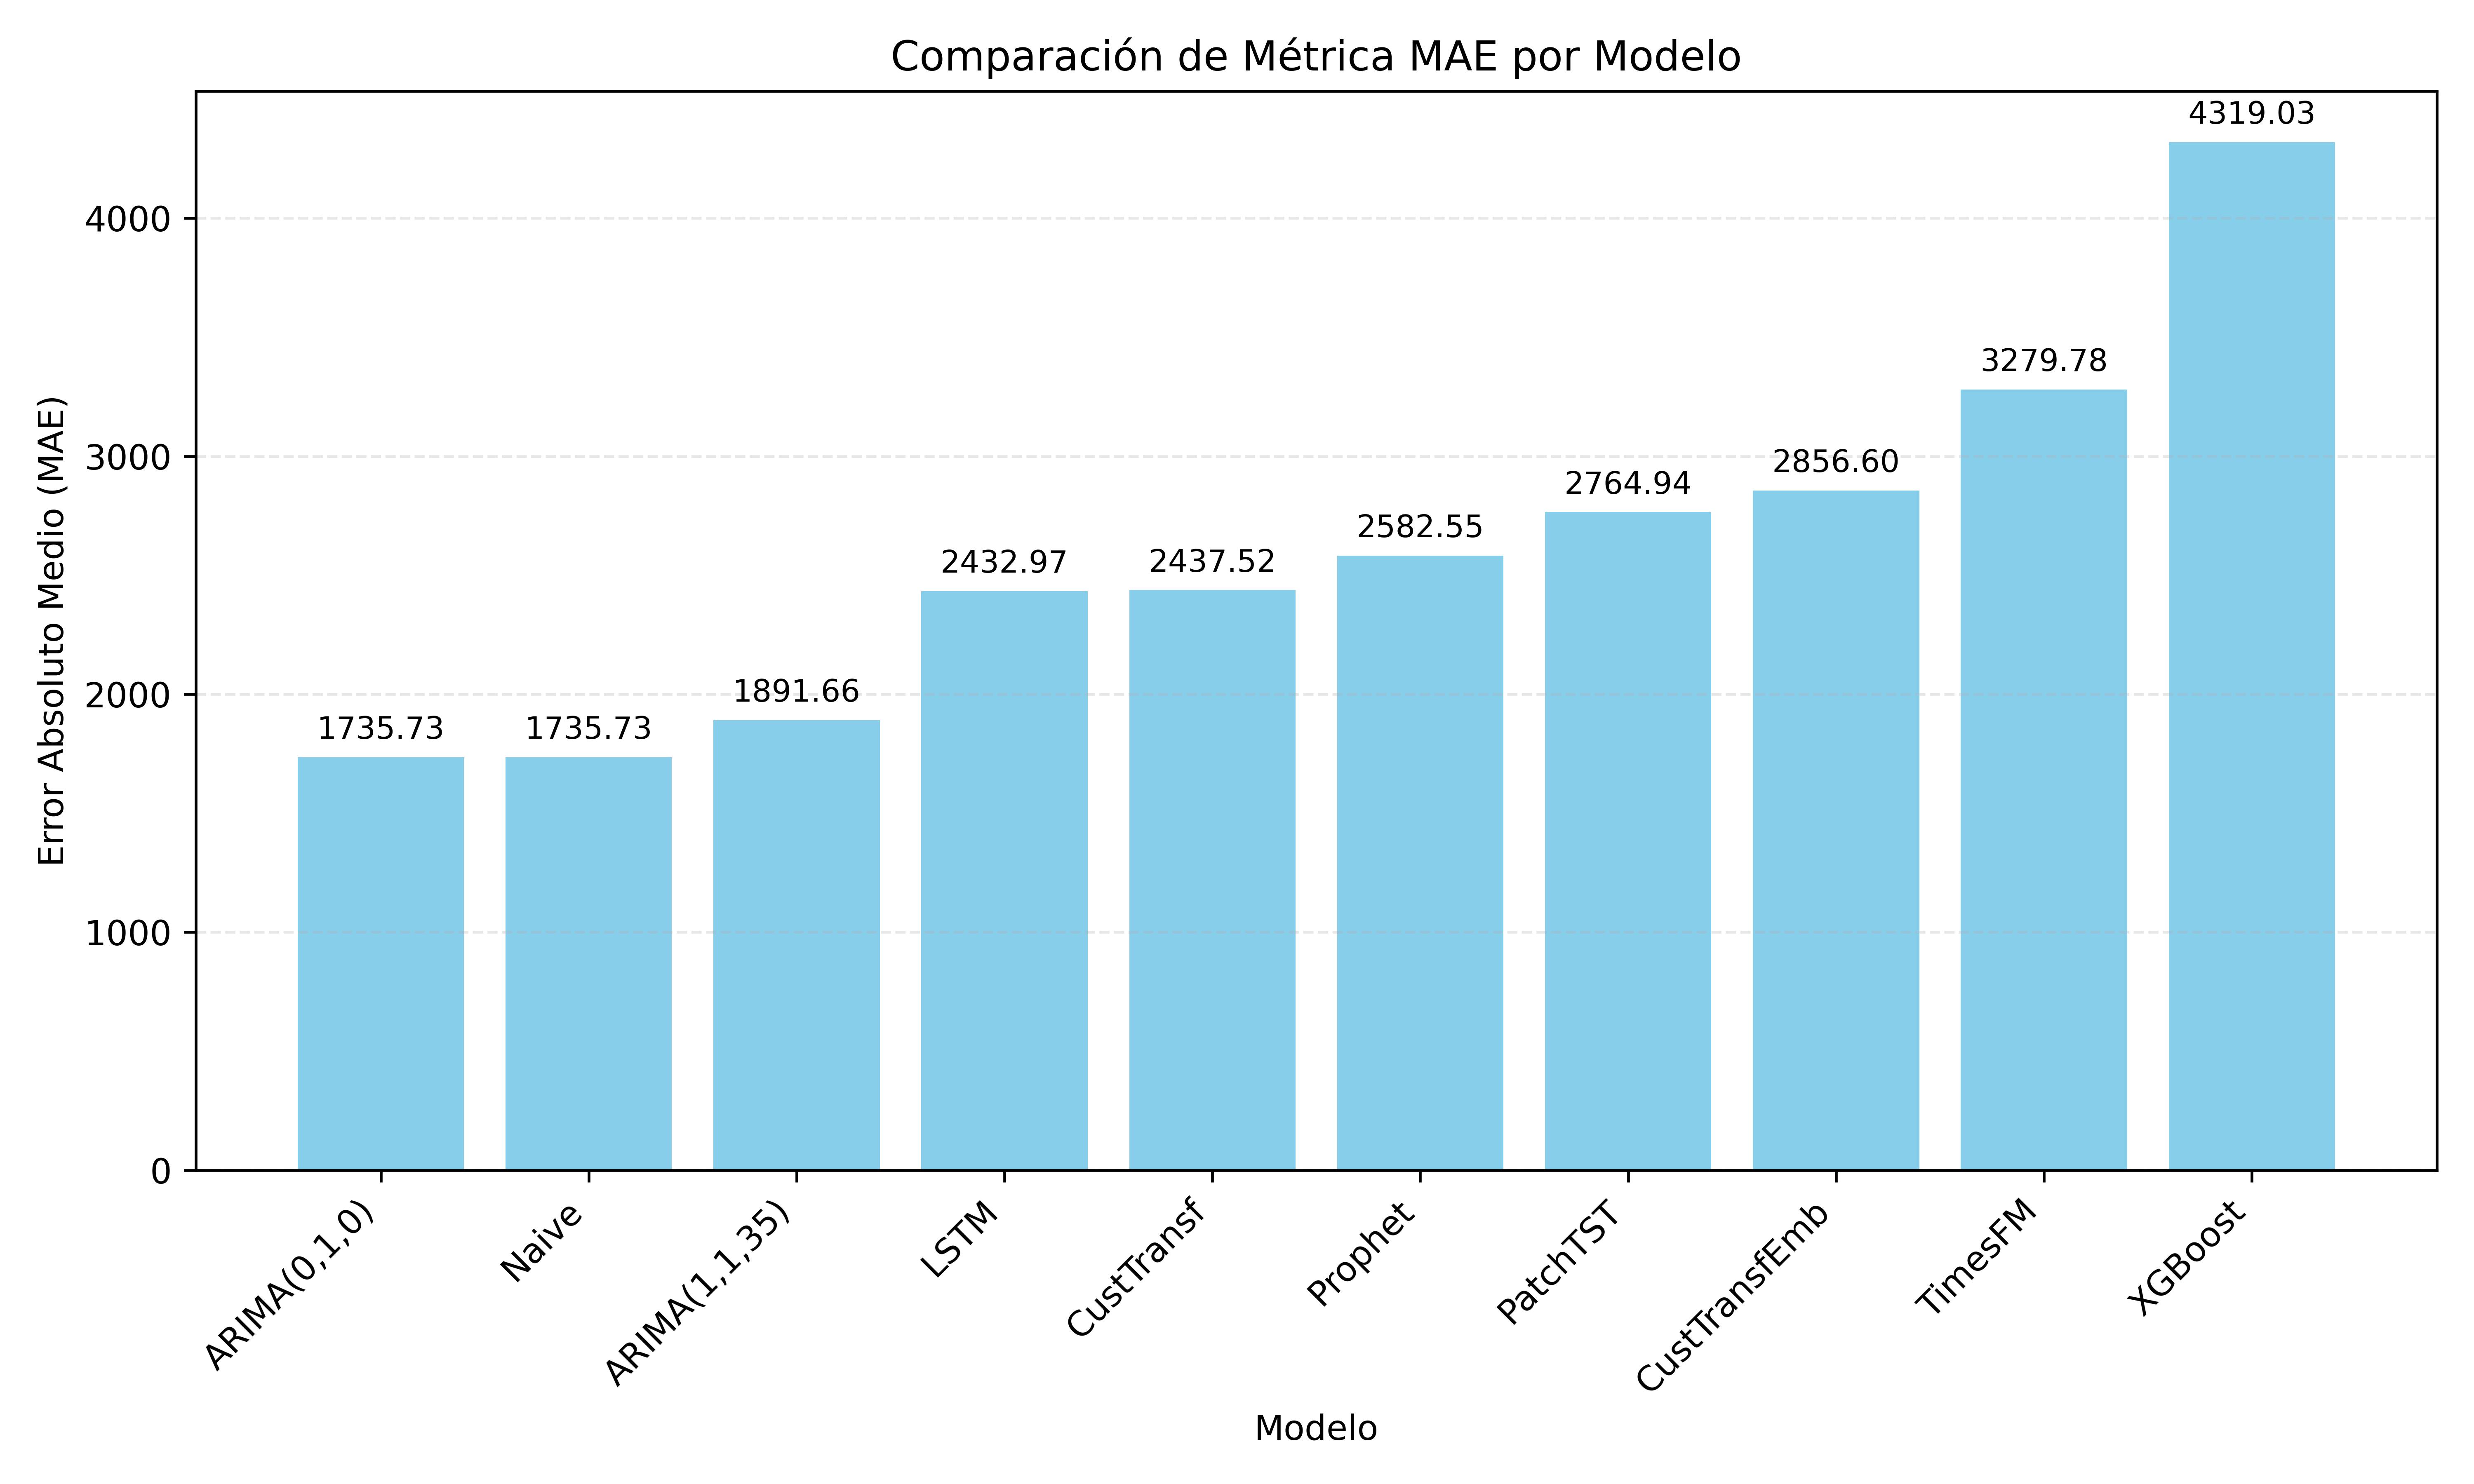 Comparación de Métrica MAE por Modelo
Error Absoluto Medio (MAE)
4000
3000
2000
1000
0
1735.73
1735.73
1891.66
2432.97
2437.52
2582.55
2764.94
2856.60
3279.78
4319.03
ARIMA(0,1,0)
Naive
ARIMA(1,1,35)
LSTM
CustTransf
Prophet
PatchTST
CustTransfEmb
TimesFM
XGBoost
Modelo